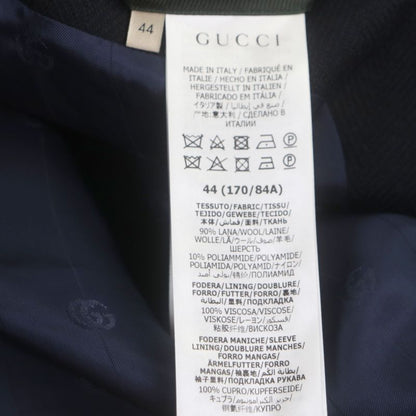 44
GUCCI
MADE IN ITALY / FABRIQUÉ EN
ITALIE / HECHO EN ITALIA /
HERGESTELLT IN ITALIEN /
FABRICADO EM ITÁLIA /
イタリア製 / صنع في إيطاليا /
产地:意大利 / СДЕЛАНО В
ИТАЛИИ
44 (170/84A)
TESSUTO/FABRIC/TISSU/
TEJIDO/GEWEBE/TECIDO/
本体/قماش/面料/ТКАНЬ
90% LANA/WOOL/LAINE/
WOLLE/LÃ/ウール/صوف/羊毛/
ШЕРСТЬ
10% POLIAMMIDE/POLYAMID/
POLIAMIDA/POLYAMID/ナイロン/
بولي أميد/锦纶/ПОЛИАМИД
FODERA/LINING/DOUBLURE/
FORRO/FUTTER/FORRO/裏地/
بطانة/里料/ПОДКЛАДКА
100% VISCOSA/VISCOSE/
VISKOSE/レーヨン/فسكوز/
粘胶纤维/ВИСКОЗА
FODERA MANICHE/SLEEVE
LINING/DOUBLURE MANCHES/
FORRO MANGAS/
ÄRMELFUTTER/FORRO
MANGAS/袖裏地/بطانة الكم/
袖子里料/ПОДКЛАДКА РУКАВА
100% CUPRO/KUPFERSEIDE/
キュプラ/
铜氨纤维/КУПРО